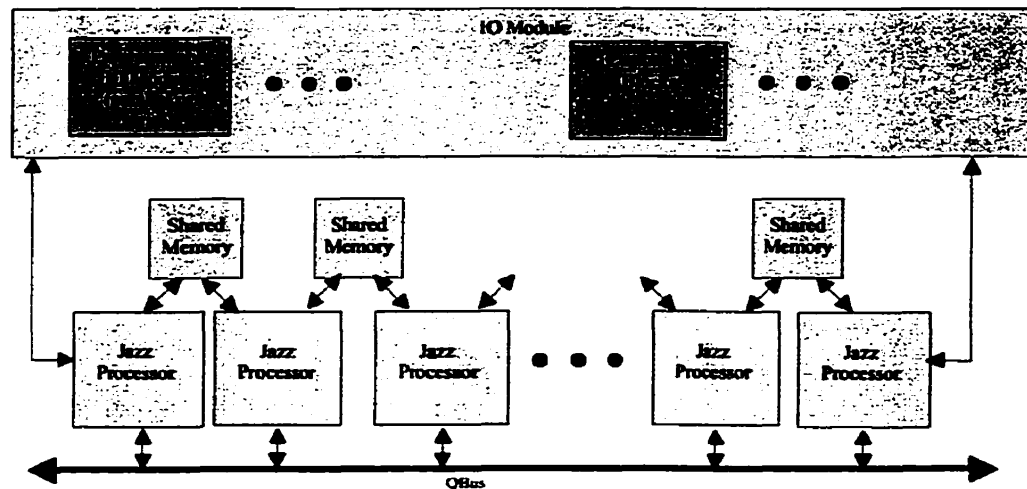 IO Module
Shared
Memory
Shared
Memory
Shared
Memory
Jazz
Processor
Jazz
Processor
Jazz
Processor
Jazz
Processor
Jazz
Processor
QBus